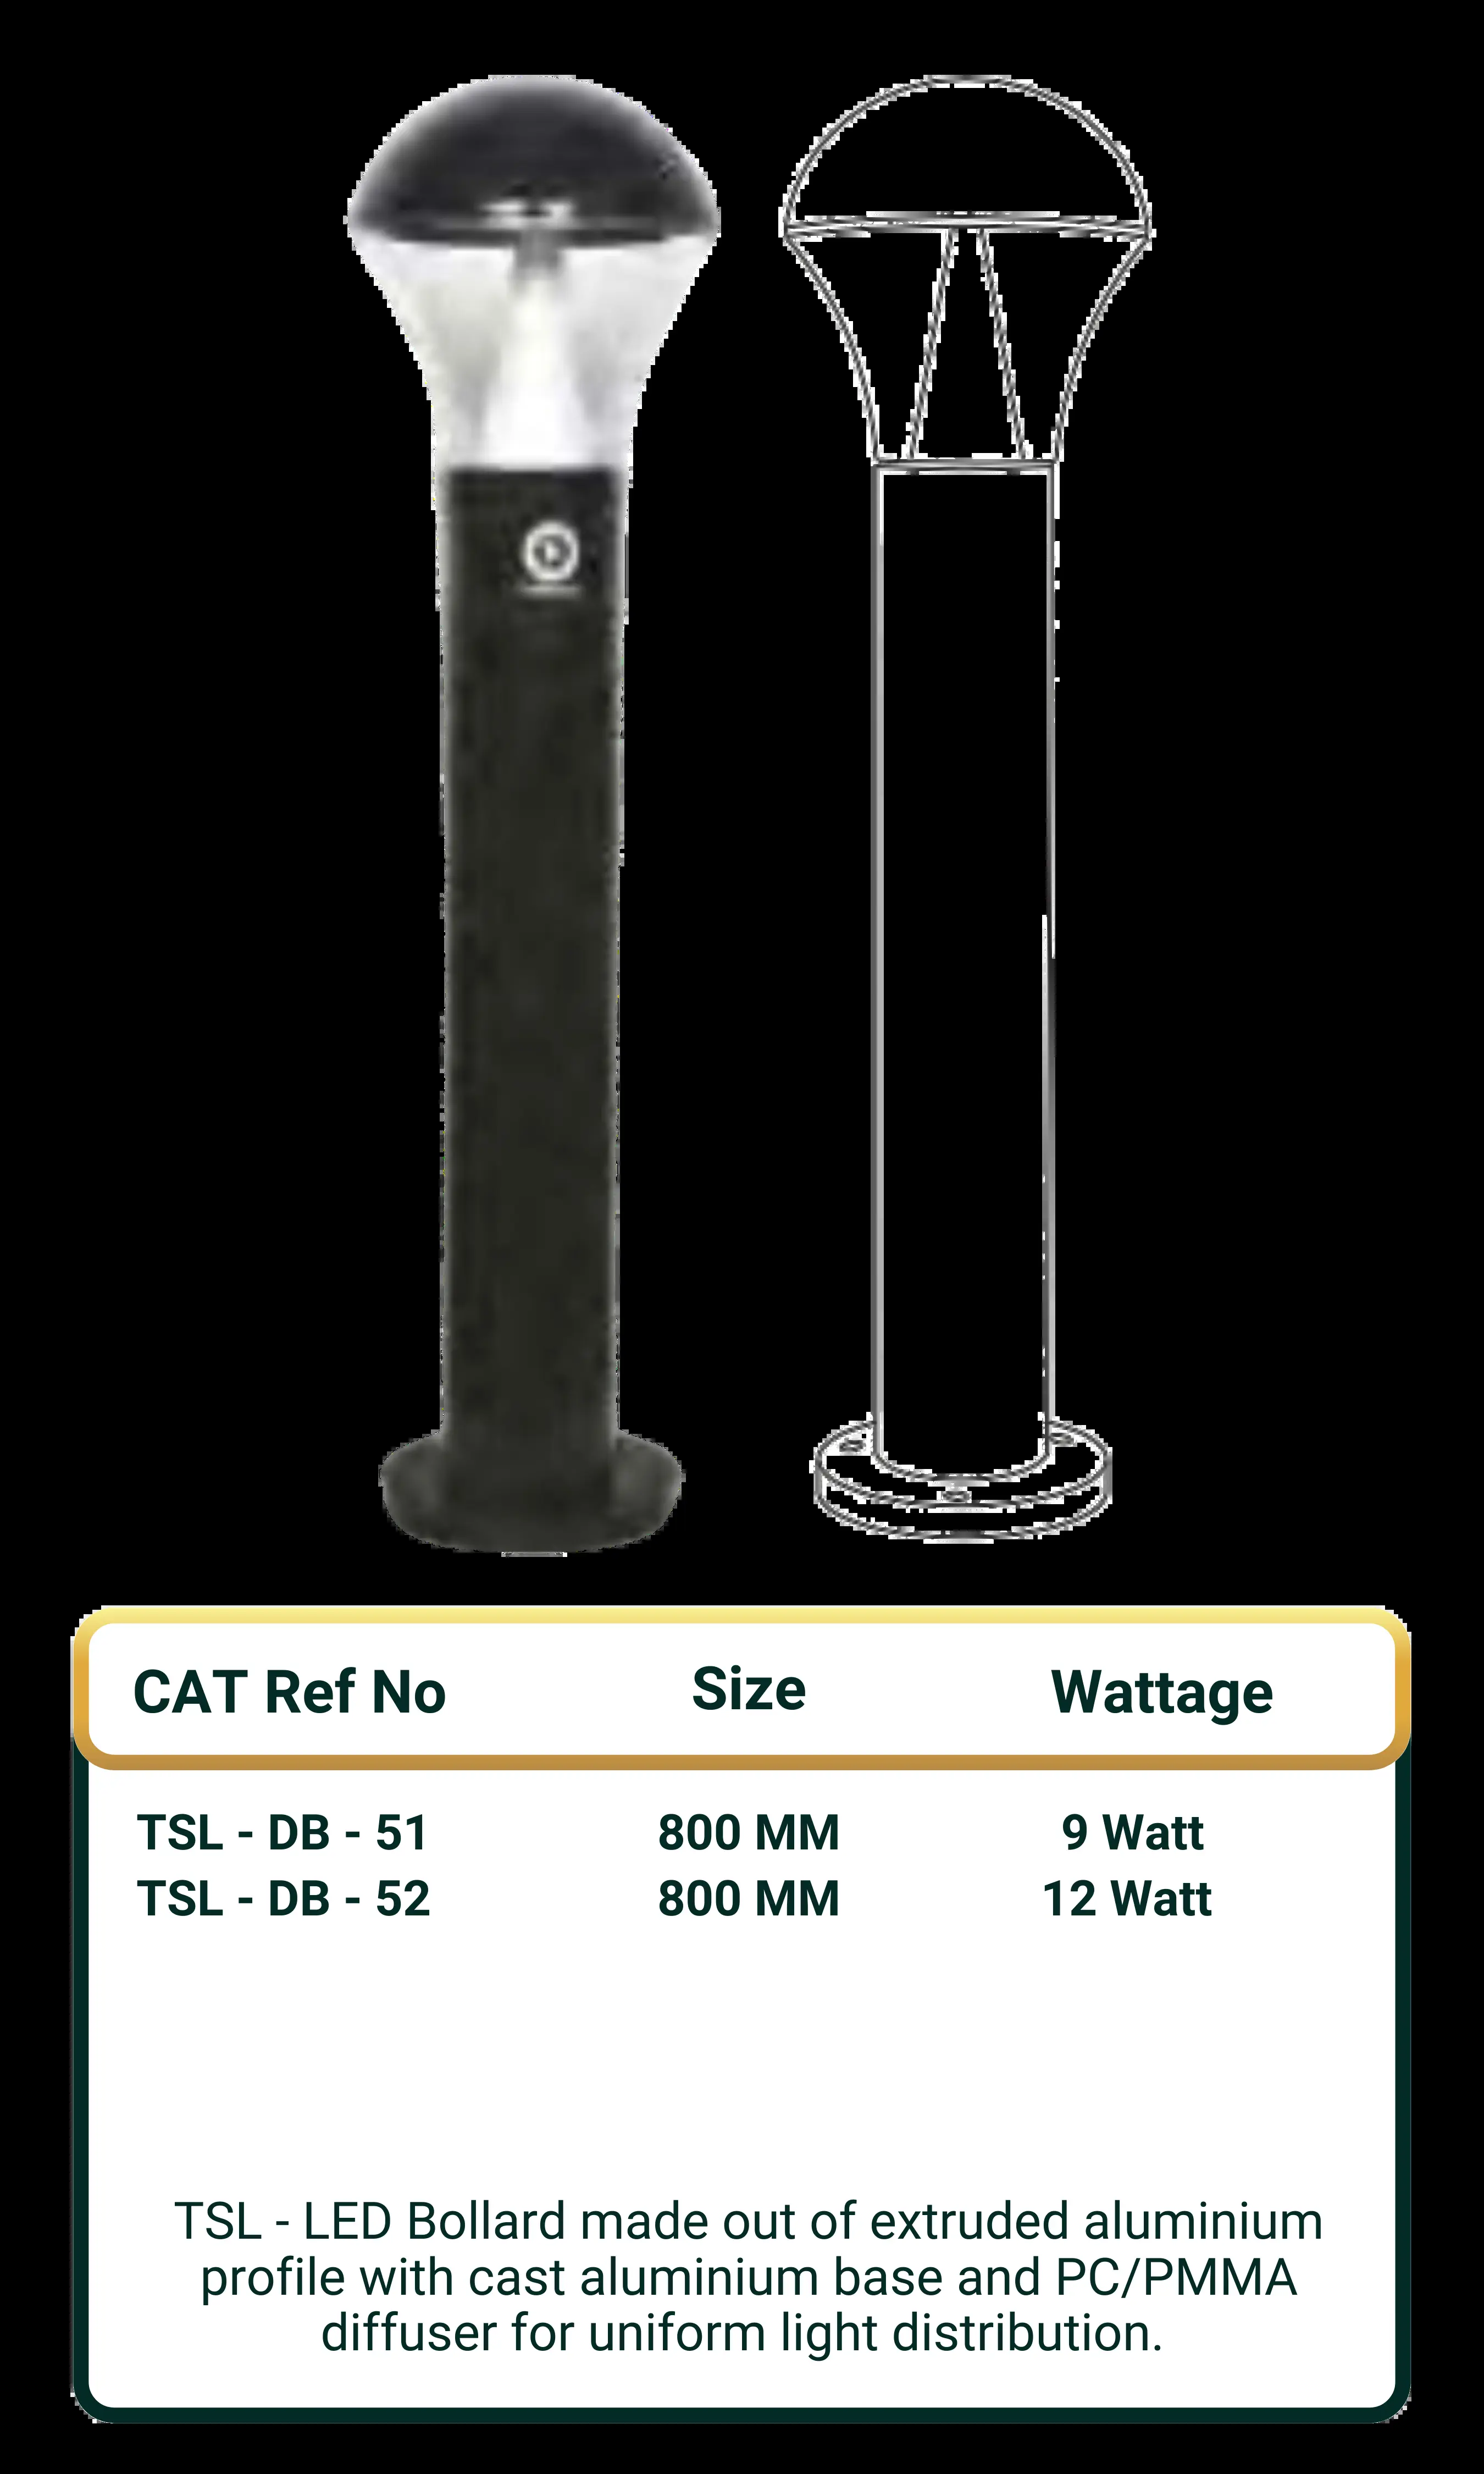 CAT Ref No Size Wattage
TSL - DB - 51 800 MM 9 Watt
TSL - DB - 52 800 MM 12 Watt
TSL - LED Bollard made out of extruded aluminium
profile with cast aluminium base and PC/PMMA
diffuser for uniform light distribution.